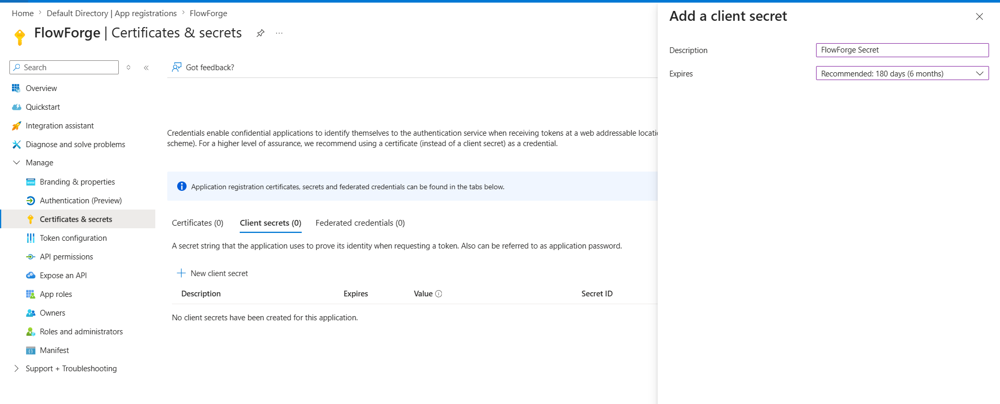 Home > Default Directory | App registrations > FlowForge
FlowForge | Certificates & secrets
Search
Overview
Quickstart
Integration assistant
Diagnose and solve problems
Manage
Branding & properties
Authentication (Preview)
Certificates & secrets
Token configuration
API permissions
Expose an API
App roles
Owners
Roles and administrators
Manifest
Support + Troubleshooting
Got feedback?
Credentials enable confidential applications to identify themselves to the authentication service when receiving tokens at a web addressable locati
scheme). For a higher level of assurance, we recommend using a certificate (instead of a client secret) as a credential.
Application registration certificates, secrets and federated credentials can be found in the tabs below.
Certificates (0) Client secrets (0) Federated credentials (0)
A secret string that the application uses to prove its identity when requesting a token. Also can be referred to as application password.
New client secret
Description Expires Value Secret ID
No client secrets have been created for this application.
Add a client secret
Description FlowForge Secret
Expires Recommended: 180 days (6 months)